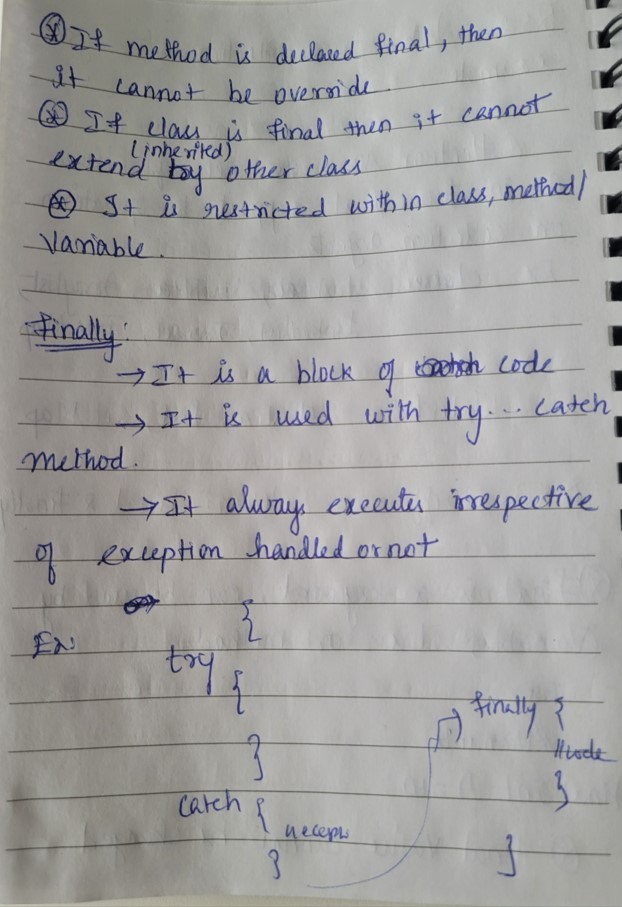 ⊛ If method is declared final, then
it cannot be override.
⊛ If class is final then it cannot
(inherited)
extend by other class
⊛ It is restricted within class, method/
Variable.
finally:
→ It is a block of code
→ It is used with try... catch
method.
→ It always executes irrespective
of exception handled or not
Ex:
{
try
{
}
catch {
}
finally {
//code
}
}